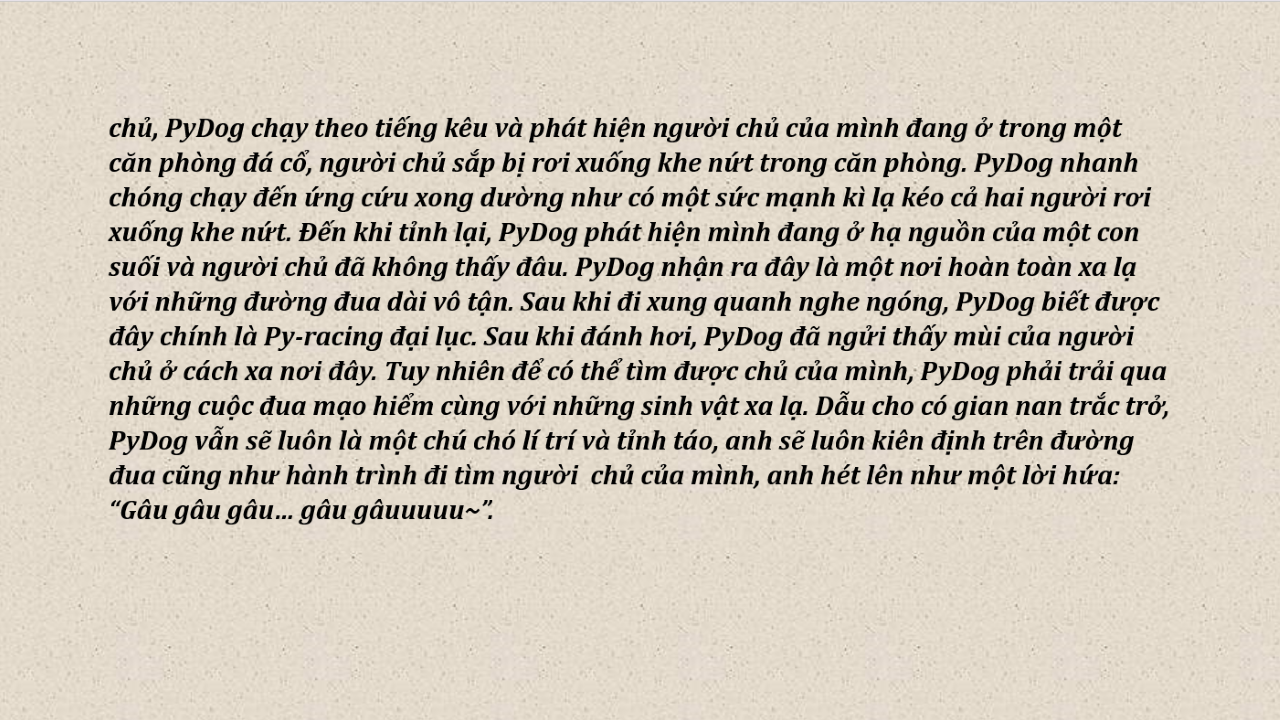 chủ, PyDog chạy theo tiếng kêu và phát hiện người chủ của mình đang ở trong một
căn phòng đá cổ, người chủ sắp bị rơi xuống khe nứt trong căn phòng. PyDog nhanh
chóng chạy đến ứng cứu xong dường như có một sức mạnh kì lạ kéo cả hai người rơi
xuống khe nứt. Đến khi tỉnh lại, PyDog phát hiện mình đang ở hạ nguồn của một con
suối và người chủ đã không thấy đâu. PyDog nhận ra đây là một nơi hoàn toàn xa lạ
với những đường đua dài vô tận. Sau khi đi xung quanh nghe ngóng, PyDog biết được
đây chính là Py-racing đại lục. Sau khi đánh hơi, PyDog đã ngửi thấy mùi của người
chủ ở cách xa nơi đây. Tuy nhiên để có thể tìm được chủ của mình, PyDog phải trải qua
những cuộc đua mạo hiểm cùng với những sinh vật xa lạ. Dẫu cho có gian nan trắc trở,
PyDog vẫn sẽ luôn là một chú chó lí trí và tỉnh táo, anh sẽ luôn kiên định trên đường
đua cũng như hành trình đi tìm người  chủ của mình, anh hét lên như một lời hứa:
“Gâu gâu gâu… gâu gâuuuuu~”.